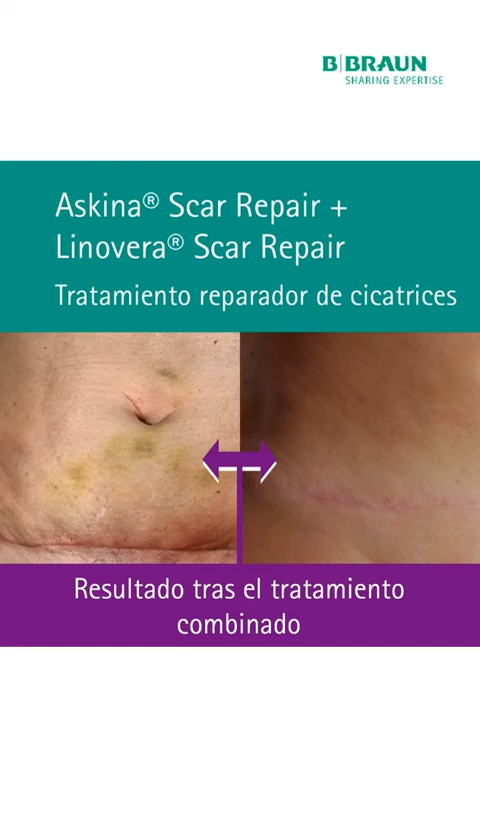 B|BRAUN
SHARING EXPERTISE
Askina® Scar Repair +
Linovera® Scar Repair
Tratamiento reparador de cicatrices
Resultado tras el tratamiento
combinado